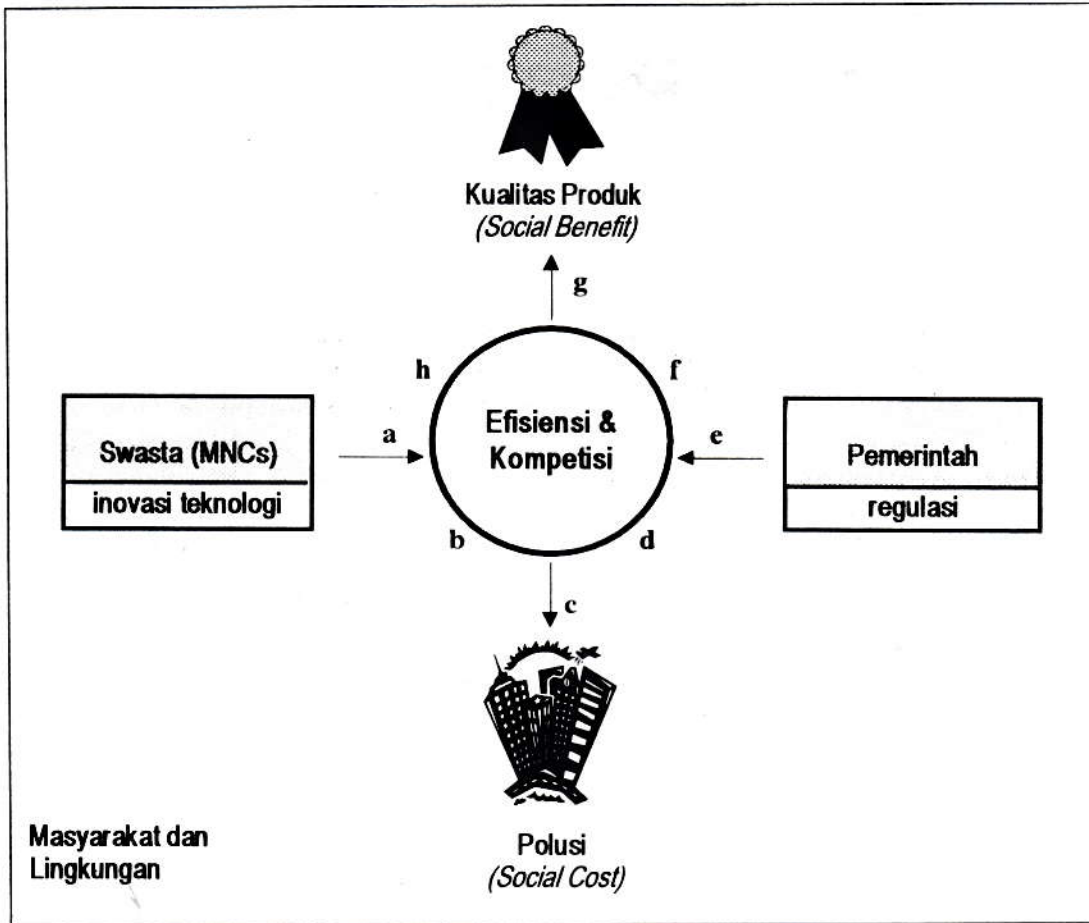 Kualitas Produk
(Social Benefit)
g
h
f
Efisiensi &
Kompetisi
a
e
Swasta (MNCs)
inovasi teknologi
Pemerintah
regulasi
b
d
c
Polusi
(Social Cost)
Masyarakat dan
Lingkungan